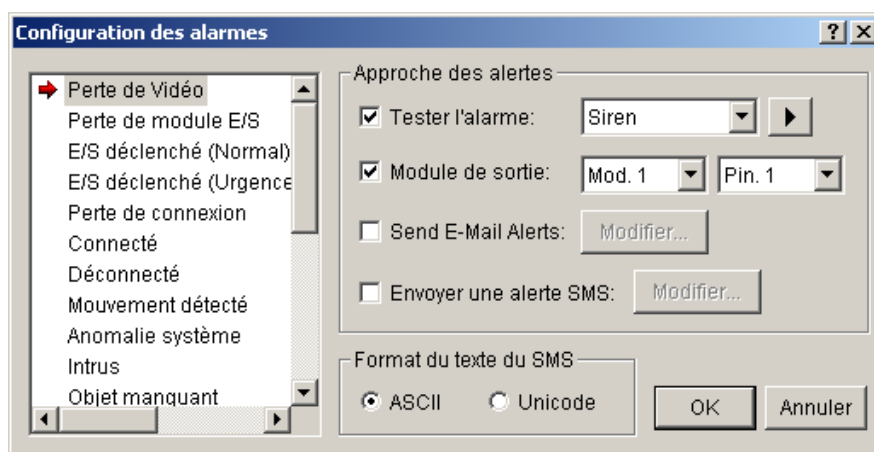 Configuration des alarmes
Perte de Vidéo
Perte de module E/S
E/S déclenché (Normal)
E/S déclenché (Urgence
Perte de connexion
Connecté
Déconnecté
Mouvement détecté
Anomalie système
Intrus
Objet manquant
Approche des alertes
Tester l'alarme: Siren
Module de sortie: Mod. 1 Pin. 1
Send E-Mail Alerts: Modifier...
Envoyer une alerte SMS: Modifier...
Format du texte du SMS
ASCII Unicode
OK Annuler